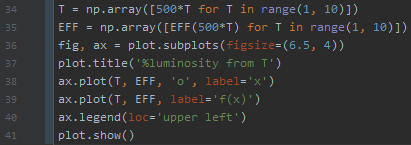 34 T = np.array([500*T for T in range(1, 10)])
35 EFF = np.array([EFF(500*T) for T in range(1, 10)])
36 fig, ax = plot.subplots(figsize=(6.5, 4))
37 plot.title('%luminosity from T')
38 ax.plot(T, EFF, 'o', label='x')
39 ax.plot(T, EFF, label='f(x)')
40 ax.legend(loc='upper left')
41 plot.show()